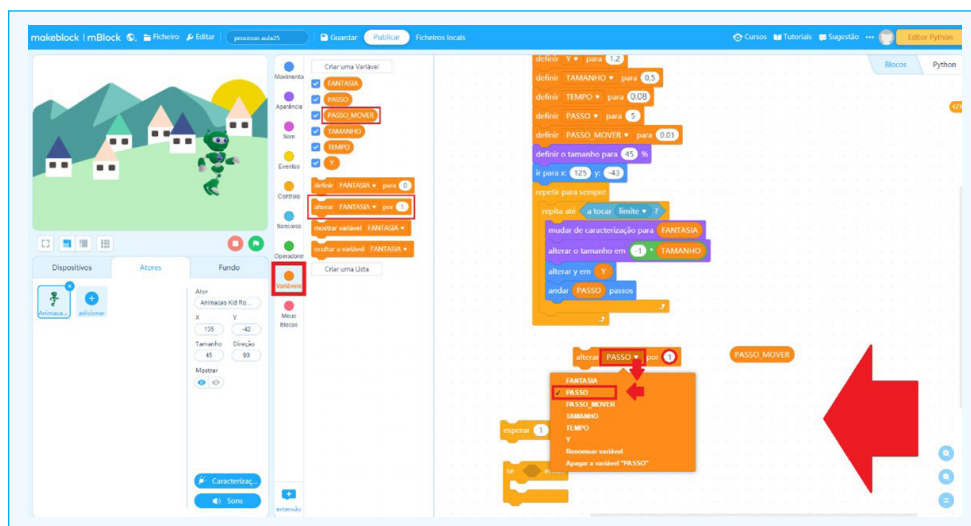 makeblock | mBlock Ficheiro Editar processo aula25 Guardar Publicar Ficheiros locais Cursos Tutoriais Sugestão Editor Python
Blocos Python
Movimento
Aparência
Som
Eventos
Controlo
Sensores
Operadores
Variáveis
Meus Blocos
extensão
Criar uma Variável
FANTASIA
PASSO
PASSO_MOVER
TAMANHO
TEMPO
Y
definir FANTASIA para 0
alterar FANTASIA por 1
mostrar variável FANTASIA
ocultar a variável FANTASIA
Criar uma Lista
definir Y para 1.2
definir TAMANHO para 0.5
definir TEMPO para 0.08
definir PASSO para 5
definir PASSO_MOVER para 0.01
definir o tamanho para 45 %
ir para x: 125 y: -43
repetir para sempre
repita até a tocar limite ?
mudar de caracterização para FANTASIA
alterar o tamanho em -1 * TAMANHO
alterar y em Y
andar PASSO passos
alterar PASSO por 1
PASSO_MOVER
FANTASIA
PASSO
PASSO_MOVER
TAMANHO
TEMPO
Y
Renomear variável
Apagar a variável "PASSO"
esperar 1
se
Dispositivos Atores Fundo
Animaca...
adicionar
Ator
Animacao Kid Ro...
X Y
135 -42
Tamanho Direção
45 93
Mostrar
Caracterizaç...
Sons